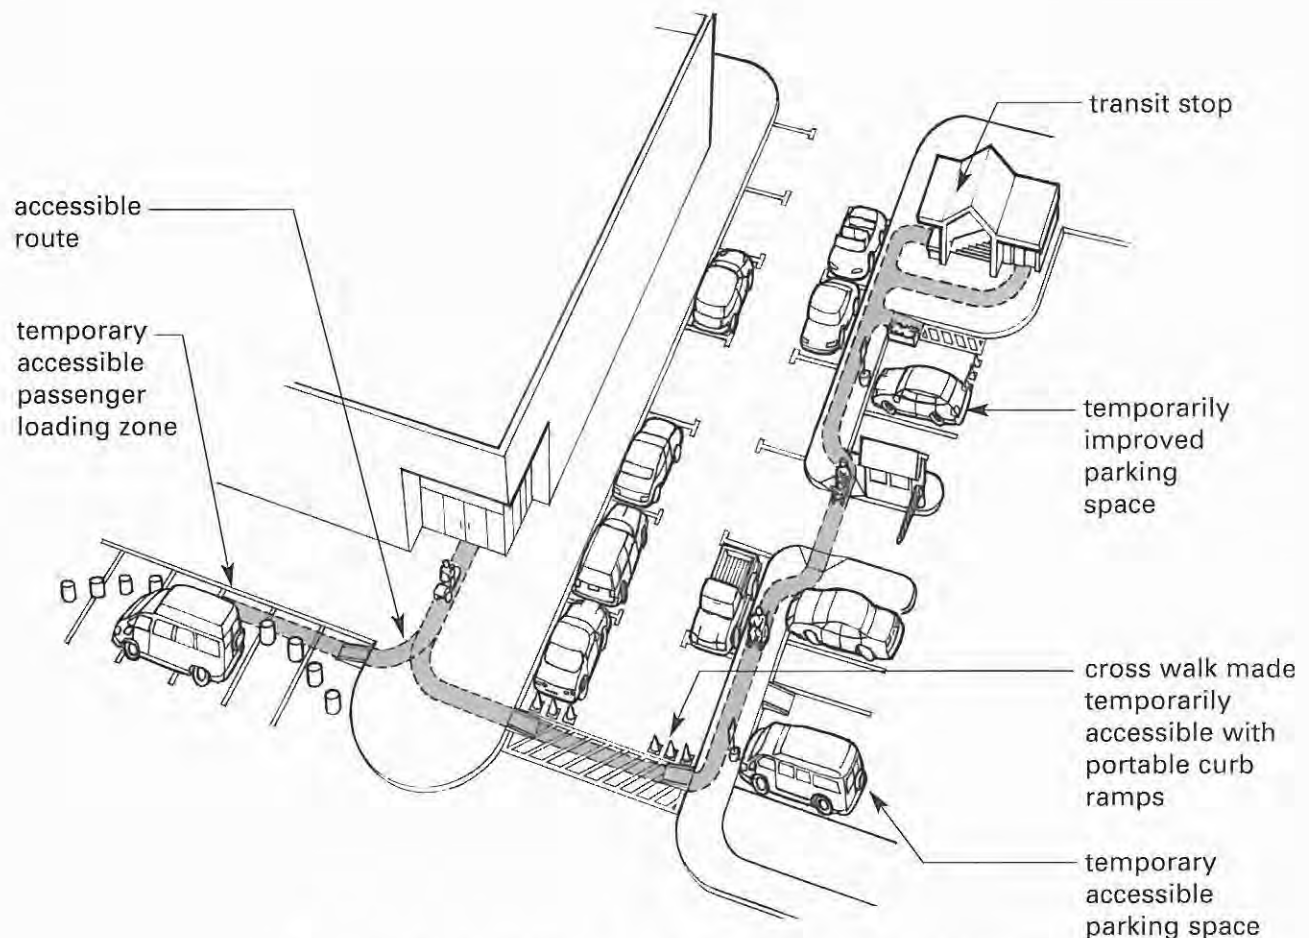 transit stop
accessible
route
temporary
accessible
passenger
loading zone
temporarily
improved
parking
space
cross walk made
temporarily
accessible with
portable curb
ramps
temporary
accessible
parking space